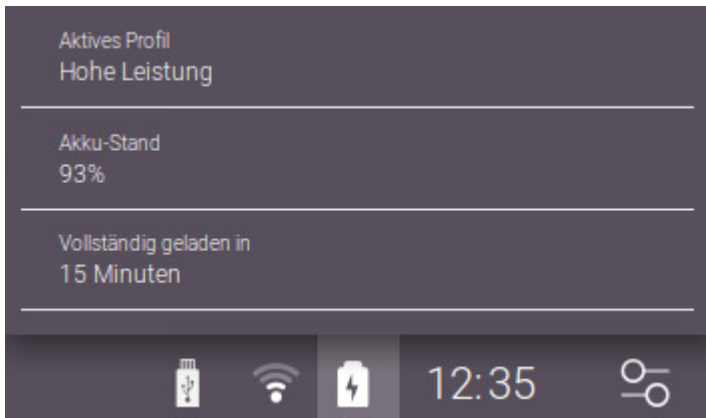 Aktives Profil
Hohe Leistung
Akku-Stand
93%
Vollständig geladen in
15 Minuten
12:35